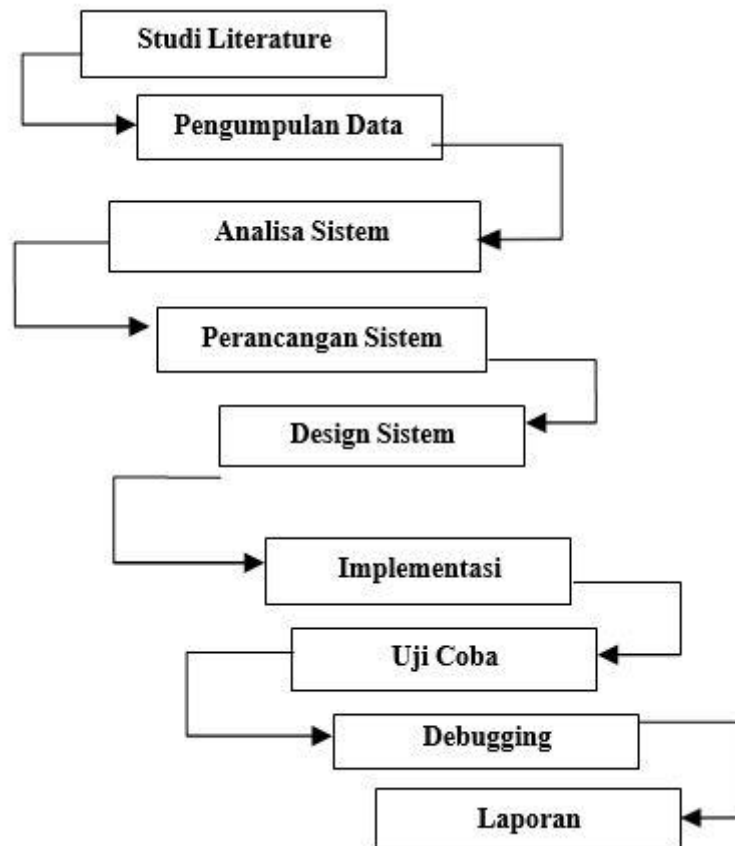 Studi Literature
Pengumpulan Data
Analisa Sistem
Perancangan Sistem
Design Sistem
Implementasi
Uji Coba
Debugging
Laporan